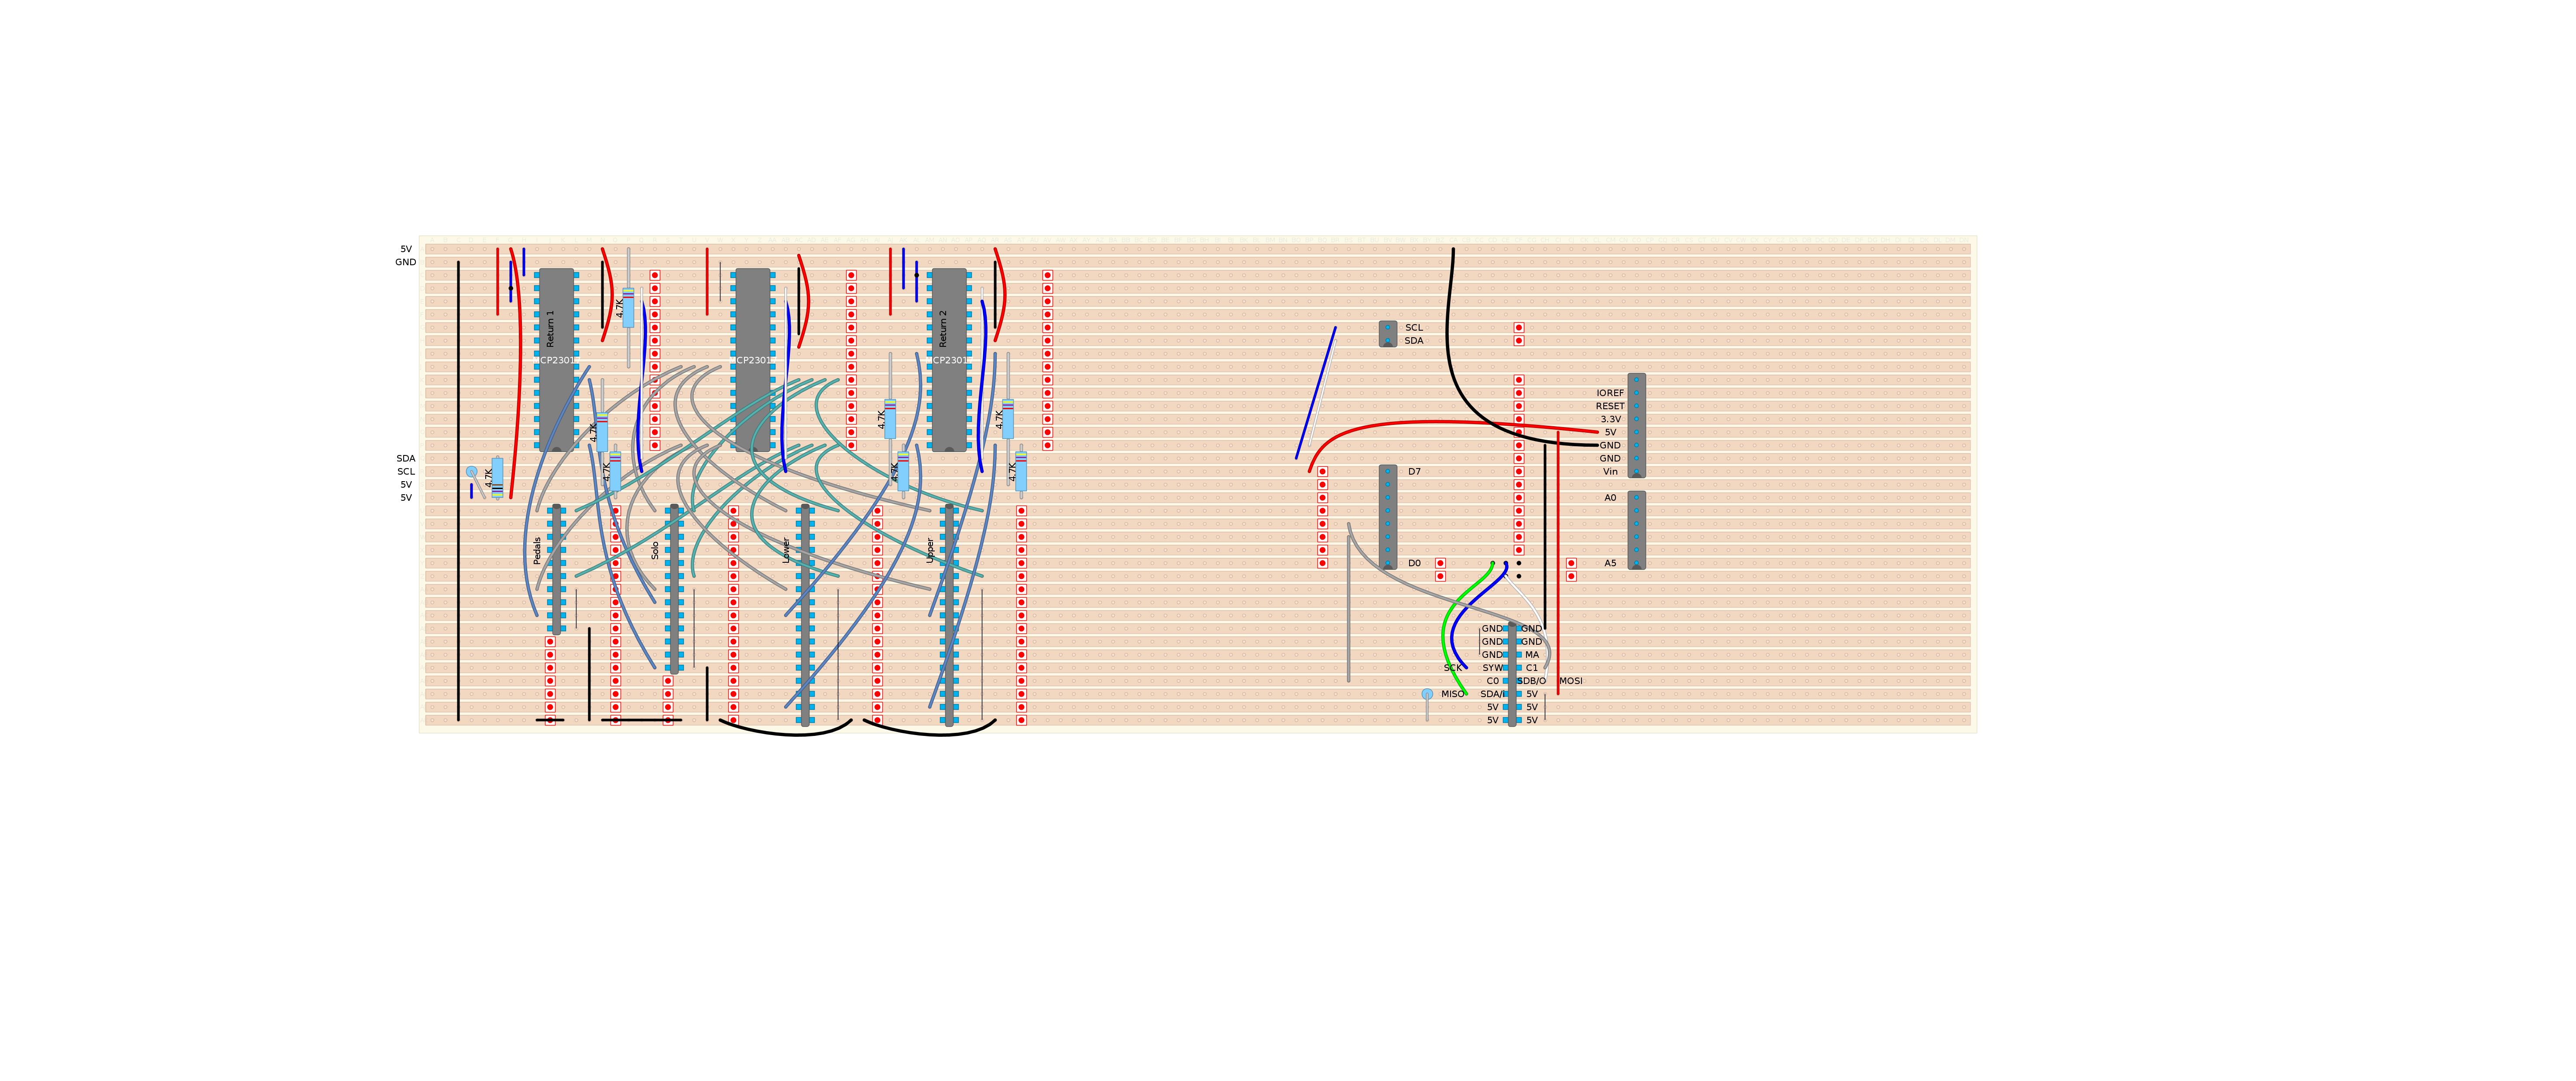 5V
GND
SDA
SCL
5V
5V
Return 1
CP2301
4.7K
4.7K
4.7K
4.7K
CP2301
Return 2
CP2301
4.7K
4.7K
4.7K
4.7K
Pedals
Solo
Lower
Upper
SCL
SDA
IOREF
RESET
3.3V
5V
GND
GND
Vin
D7
A0
D0
A5
GND GND
GND GND
GND MA
SCK SYW C1
C0 SDB/O MOSI
MISO SDA/I 5V
5V 5V
5V 5V